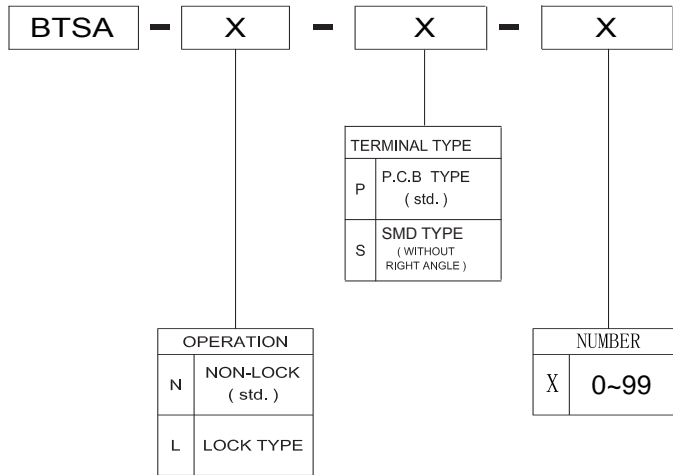 BTSA - X - X - X
TERMINAL TYPE
P P.C.B TYPE
( std. )
S SMD TYPE
( WITHOUT
RIGHT ANGLE )
OPERATION
N NON-LOCK
( std. )
L LOCK TYPE
NUMBER
X 0~99